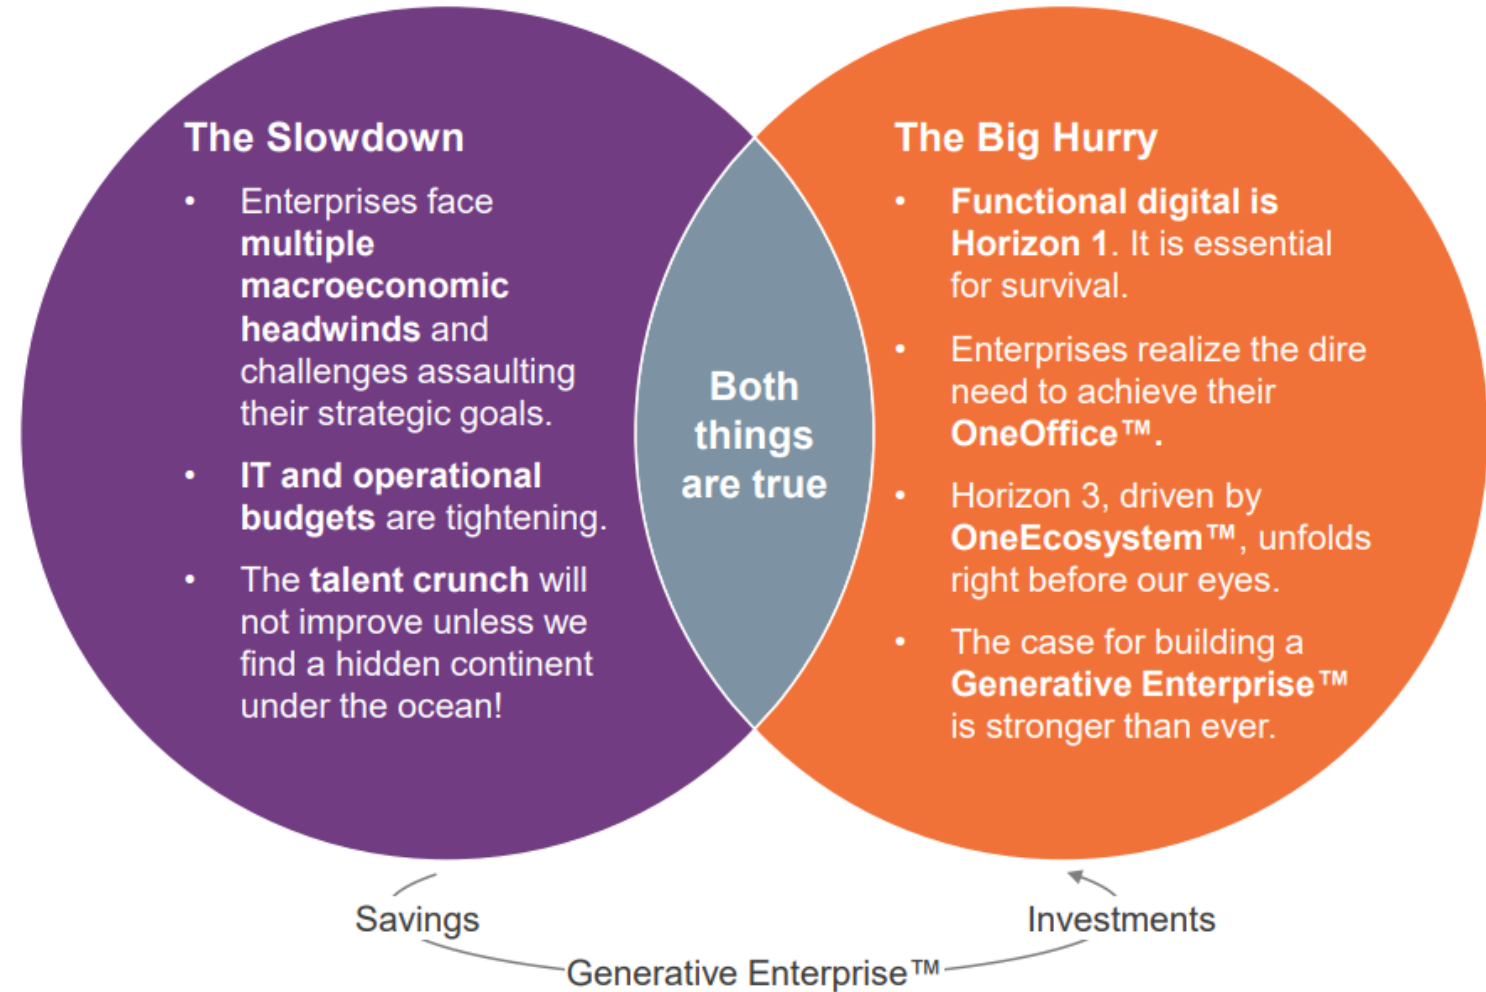 The Slowdown
• Enterprises face
multiple
macroeconomic
headwinds and
challenges assaulting
their strategic goals.
• IT and operational
budgets are tightening.
• The talent crunch will
not improve unless we
find a hidden continent
under the ocean!
Both
things
are true
The Big Hurry
• Functional digital is
Horizon 1. It is essential
for survival.
• Enterprises realize the dire
need to achieve their
OneOffice™.
• Horizon 3, driven by
OneEcosystem™, unfolds
right before our eyes.
• The case for building a
Generative Enterprise™
is stronger than ever.
Savings
Generative Enterprise™
Investments